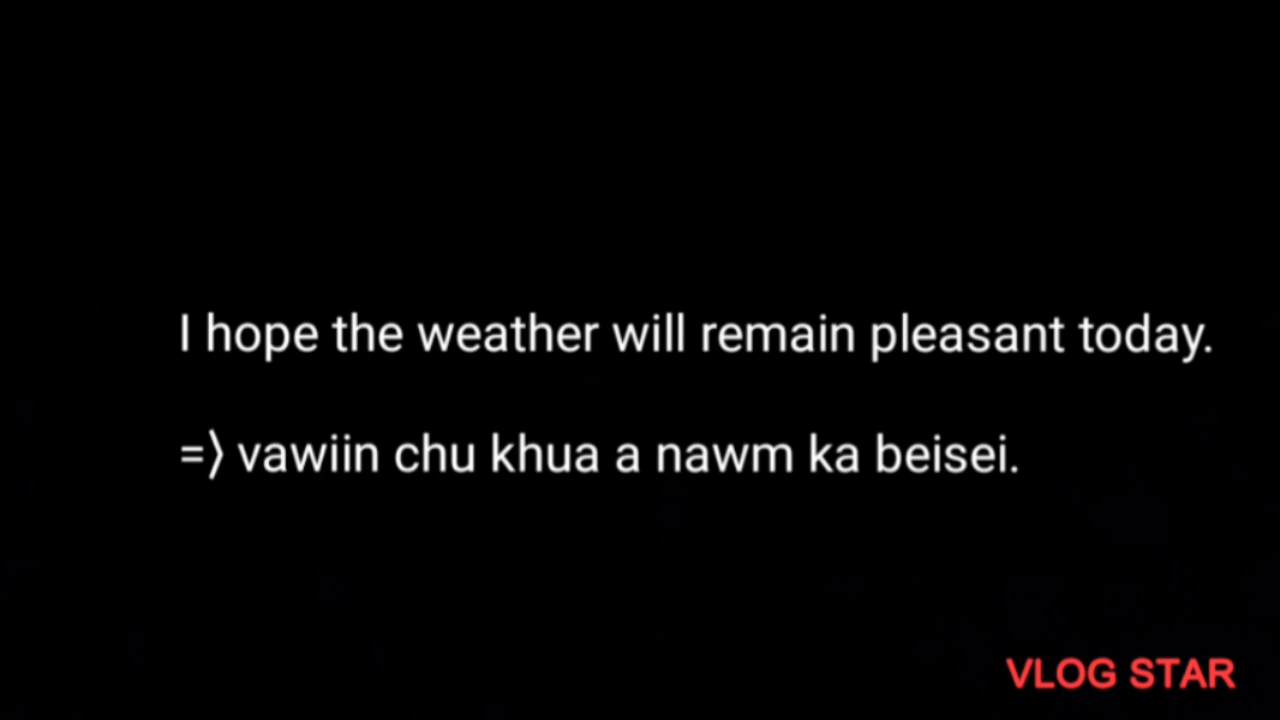 I hope the weather will remain pleasant today.
=⟩ vawiin chu khua a nawm ka beisei.
VLOG STAR